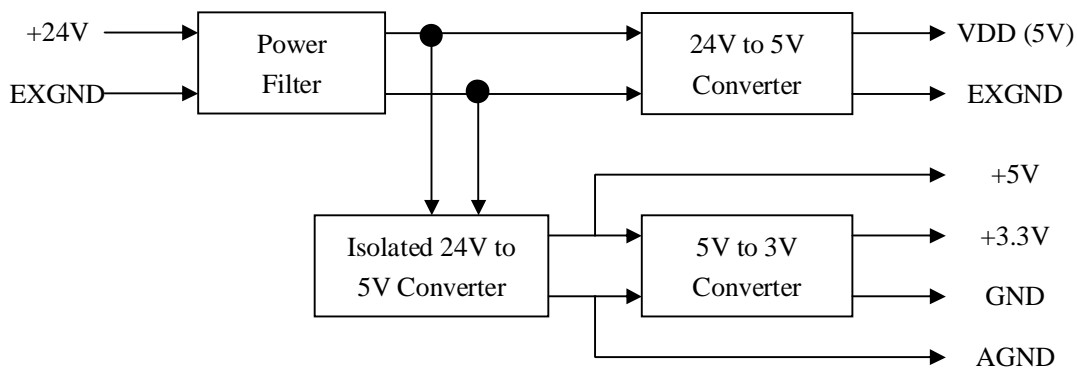 +24V
EXGND
Power
Filter
24V to 5V
Converter
VDD (5V)
EXGND
+5V
Isolated 24V to
5V Converter
5V to 3V
Converter
+3.3V
GND
AGND